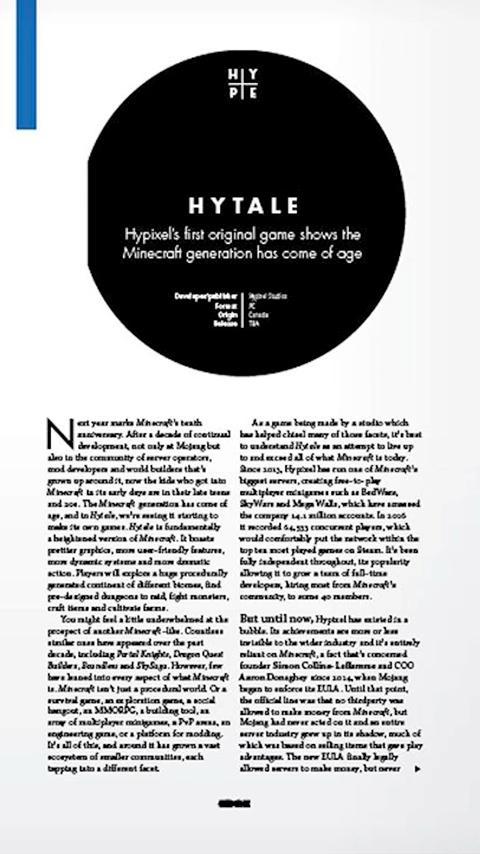 HY
PE
HYTALE
Hypixel's first original game shows the
Minecraft generation has come of age
Developer/publisher Hypixel Studios
Format PC
Origin Canada
Release TBA
Next year marks Minecraft's tenth
anniversary. After a decade of continual
development, not only at Mojang but
also in the community of server operators,
mod developers and world builders that's
grown up around it, now the kids who got into
Minecraft in its early days are in their late teens
and 20s. The Minecraft generation has come of
age, and in Hytale, we're seeing it starting to
make its own games. Hytale is fundamentally
a heightened version of Minecraft. It boasts
prettier graphics, more user-friendly features,
more dynamic systems and more dramatic
action. Players will explore a huge procedurally
generated continent of different biomes, find
pre-designed dungeons to raid, fight monsters,
craft items and cultivate farms.
You might feel a little underwhelmed at the
prospect of another Minecraft-like. Countless
similar ones have appeared over the past
decade, including Portal Knights, Dragon Quest
Builders, Boundless and SkySaga. However, few
have leaned into every aspect of what Minecraft
is. Minecraft isn't just a procedural world. Or a
survival game, an exploration game, a social
hangout, an MMORPG, a building tool, an
array of multiplayer minigames, a PvP arena, an
engineering game, or a platform for modding.
It's all of this, and around it has grown a vast
ecosystem of smaller communities, each
tapping into a different facet.
As a game being made by a studio which
has helped chisel many of those facets, it's best
to understand Hytale as an attempt to live up
to and exceed all of what Minecraft is today.
Since 2013, Hypixel has run one of Minecraft's
biggest servers, creating free-to-play
multiplayer minigames such as BedWars,
SkyWars and Mega Walls, which have amassed
the company 14.1 million accounts. In 2016
it recorded 64,533 concurrent players, which
would comfortably put the network within the
top ten most played games on Steam. It's been
fully independent throughout, its popularity
allowing it to grow a team of full-time
developers, hiring most from Minecraft's
community, to some 40 members.
But until now, Hypixel has existed in a
bubble. Its achievements are more or less
invisible to the wider industry and it's entirely
reliant on Minecraft, a fact that's concerned
founder Simon Collins-Laflamme and COO
Aaron Donaghey since 2014, when Mojang
began to enforce its EULA. Until that point,
the official line was that no thirdparty was
allowed to make money from Minecraft, but
Mojang had never acted on it and an entire
server industry grew up in its shadow, much of
which was based on selling items that gave play
advantages. The new EULA finally legally
allowed servers to make money, but never
EDGE